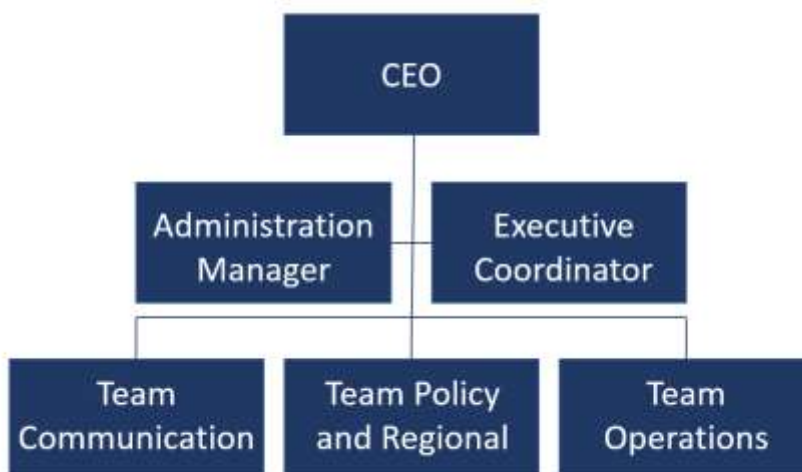 CEO
Administration
Manager
Executive
Coordinator
Team
Communication
Team Policy
and Regional
Team
Operations